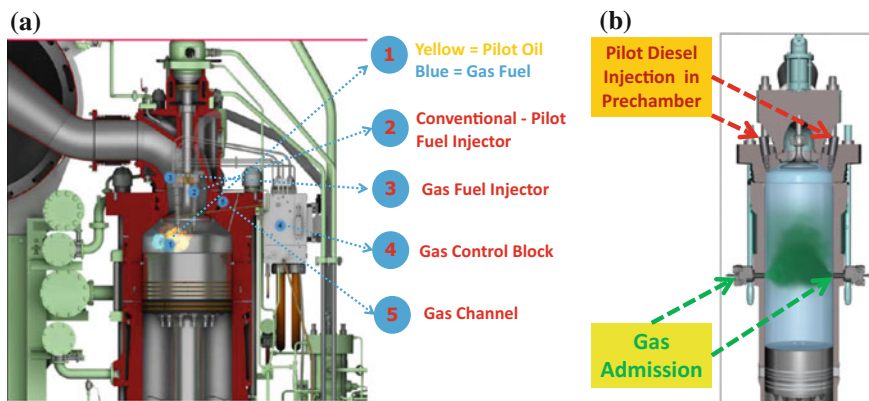 (a)
1
Yellow = Pilot Oil
Blue = Gas Fuel
2
Conventional - Pilot
Fuel Injector
3
Gas Fuel Injector
4
Gas Control Block
5
Gas Channel
(b)
Pilot Diesel
Injection in
Prechamber
Gas
Admission